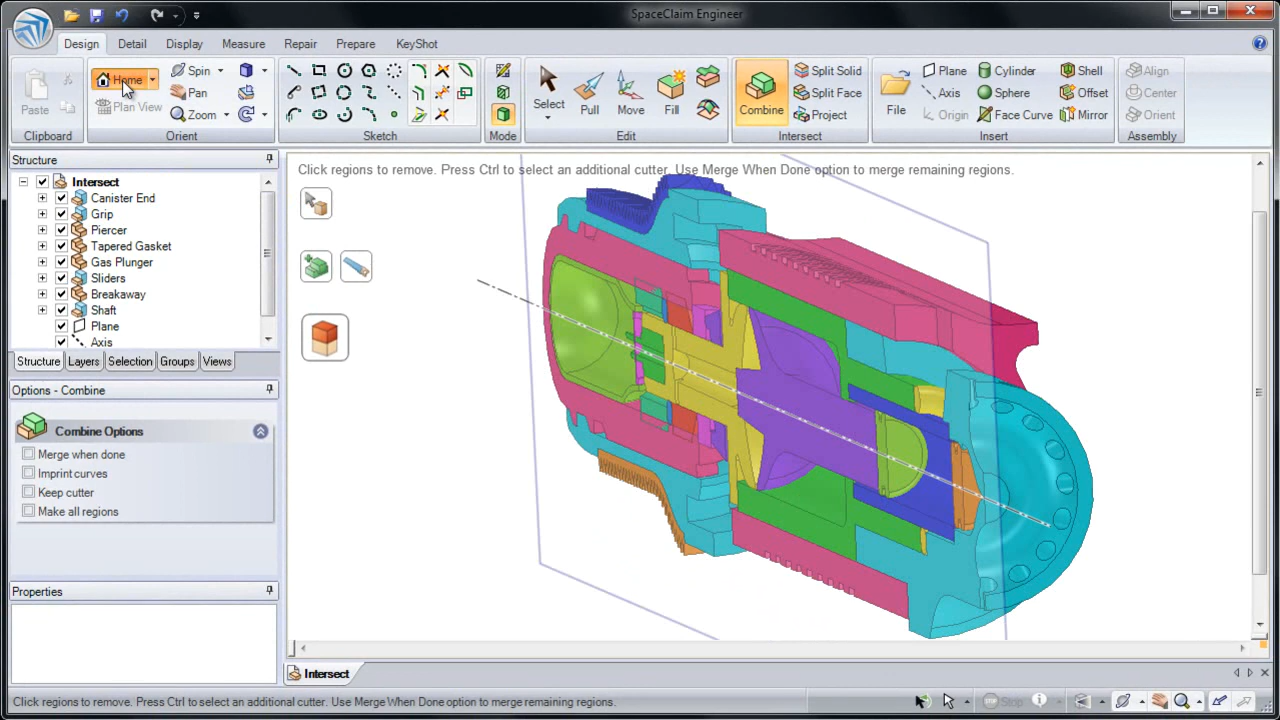 SpaceClaim Engineer
Design Detail Display Measure Repair Prepare KeyShot
Paste
Clipboard
Home
Plan View
Spin
Pan
Zoom
Orient
Sketch
Mode
Select Pull Move Fill
Edit
Combine
Split Solid
Split Face
Project
Intersect
File
Plane
Axis
Origin
Cylinder
Sphere
Face Curve
Shell
Offset
Mirror
Insert
Align
Center
Orient
Assembly
Structure
Intersect
Canister End
Grip
Piercer
Tapered Gasket
Gas Plunger
Sliders
Breakaway
Shaft
Plane
Axis
Structure Layers Selection Groups Views
Options - Combine
Combine Options
Merge when done
Imprint curves
Keep cutter
Make all regions
Properties
Click regions to remove. Press Ctrl to select an additional cutter. Use Merge When Done option to merge remaining regions.
Intersect
Click regions to remove. Press Ctrl to select an additional cutter. Use Merge When Done option to merge remaining regions.
Stop